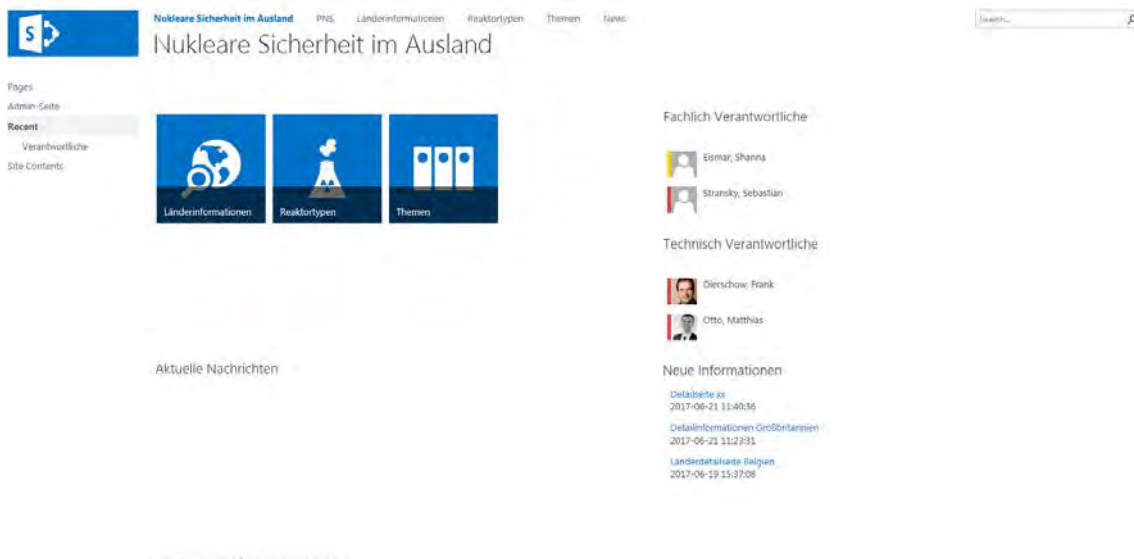 Nukleare Sicherheit im Ausland PNS Länderinformationen Reaktortypen Themen News
Search...
Nukleare Sicherheit im Ausland
Pages
Admin-Seite
Recent
Verantwortliche
Site Contents
Länderinformationen
Reaktortypen
Themen
Fachlich Verantwortliche
Eismar, Shanna
Stransky, Sebastian
Technisch Verantwortliche
Dierschow, Frank
Otto, Matthias
Aktuelle Nachrichten
Neue Informationen
Detailseite xx
2017-06-21 11:40:36
Detailinformationen Großbritannien
2017-06-21 11:23:31
Länderdetailseite Belgien
2017-06-19 15:37:08